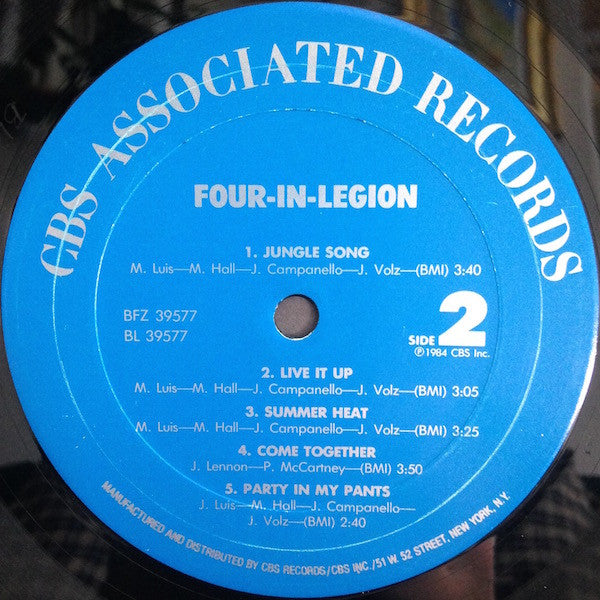 CBS ASSOCIATED RECORDS
FOUR-IN-LEGION
1. JUNGLE SONG
M. Luis—M. Hall—J. Campanello—J. Volz—(BMI) 3:40
BFZ 39577
BL 39577
SIDE 2
℗1984 CBS Inc.
2. LIVE IT UP
M. Luis—M. Hall—J. Campanello—J. Volz—(BMI) 3:05
3. SUMMER HEAT
M. Luis—M. Hall—J. Campanello—J. Volz—(BMI) 3:25
4. COME TOGETHER
J. Lennon—P. McCartney—(BMI) 3:50
5. PARTY IN MY PANTS
J. Luis—M. Hall—J. Campanello—
J. Volz—(BMI) 2:40
MANUFACTURED AND DISTRIBUTED BY CBS RECORDS/CBS INC./51 W. 52 STREET, NEW YORK, N.Y.